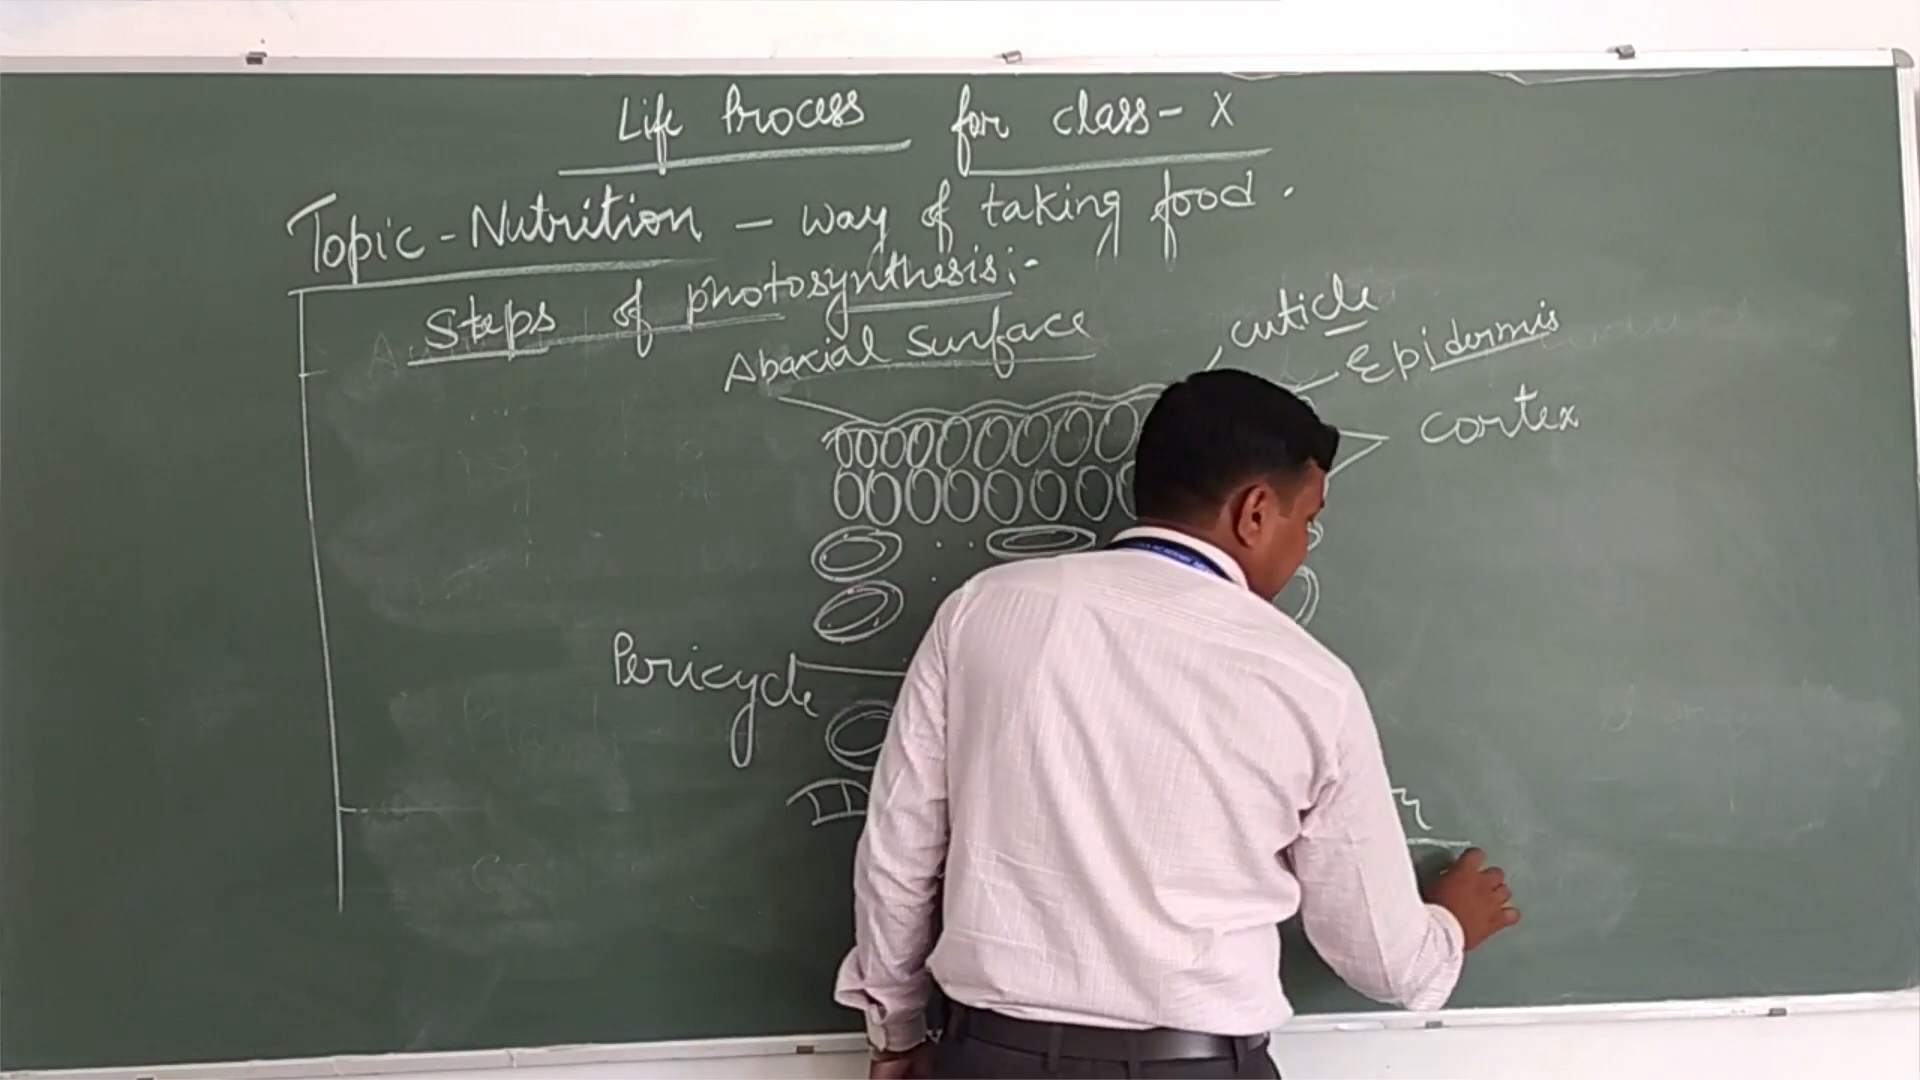 Life Process for class - X
Topic - Nutrition - way of taking food.
Steps of photosynthesis:-
Abaxial Surface
cuticle
Epidermis
cortex
Pericycle